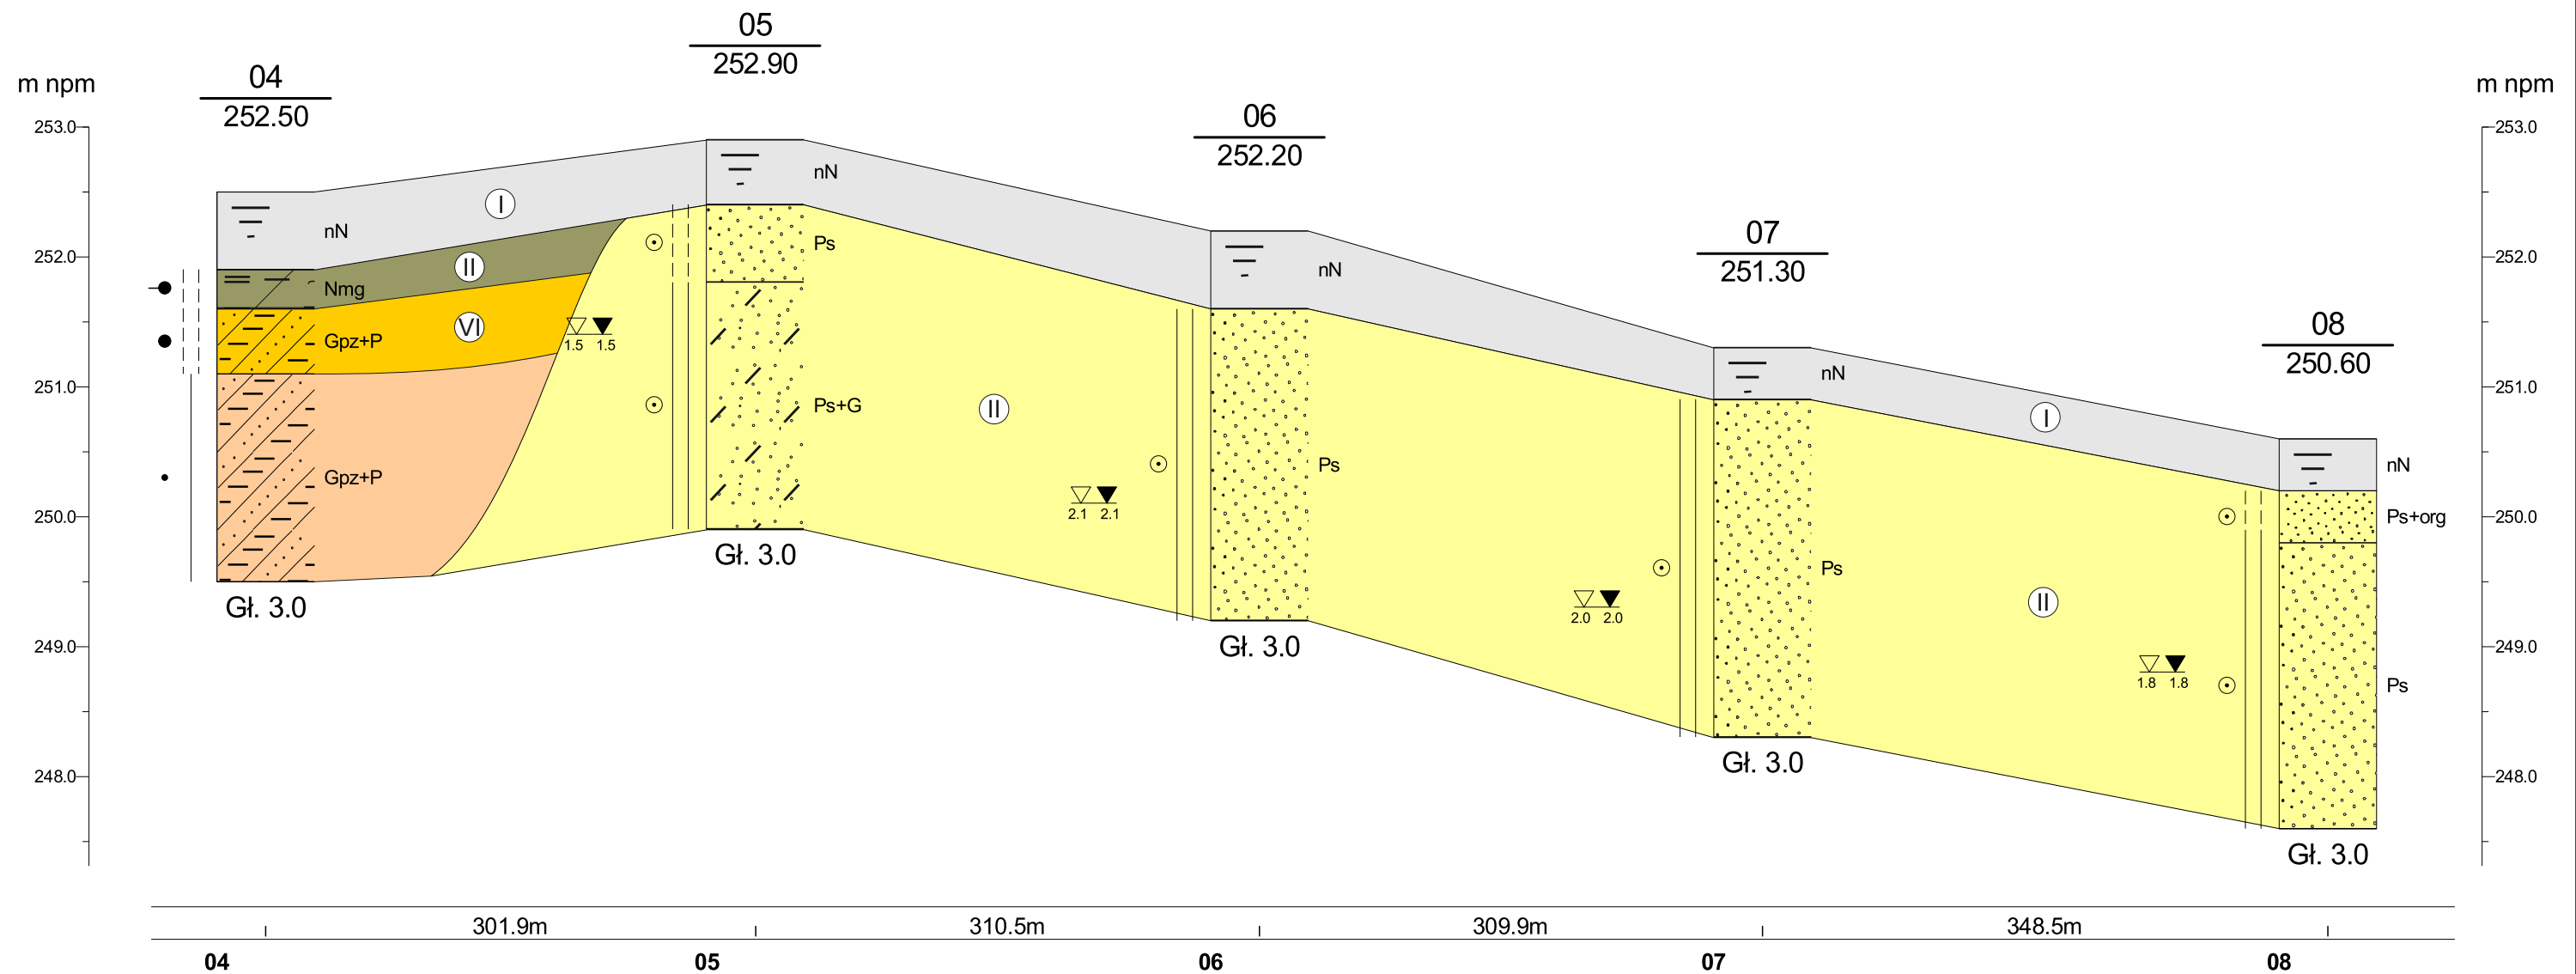 05
252.90
m npm
04
252.50
06
252.20
m npm
07
251.30
08
250.60
253.0
252.0
251.0
250.0
249.0
248.0
253.0
252.0
251.0
250.0
249.0
248.0
nN
Nmg
Gpz+P
Gpz+P
Gł. 3.0
I
II
VI
1.5 1.5
nN
Ps
Ps+G
Gł. 3.0
II
2.1 2.1
nN
Ps
Gł. 3.0
2.0 2.0
nN
Ps
Gł. 3.0
I
II
1.8 1.8
nN
Ps+org
Ps
Gł. 3.0
301.9m 310.5m 309.9m 348.5m
04 05 06 07 08